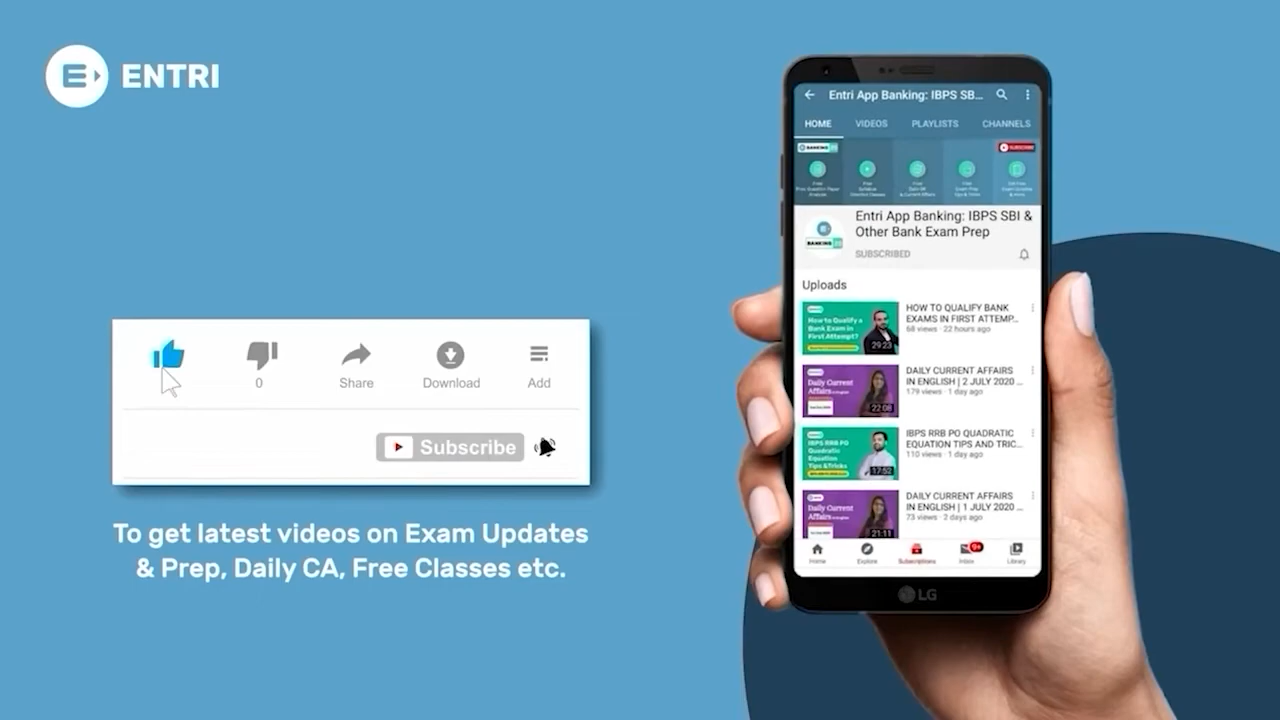 ENTRI
0
Share
Download
Add
Subscribe
To get latest videos on Exam Updates
& Prep, Daily CA, Free Classes etc.
Entri App Banking: IBPS SB...
HOME
VIDEOS
PLAYLISTS
CHANNELS
BANKING
SUBSCRIBE
Entri App Banking: IBPS SBI &
Other Bank Exam Prep
SUBSCRIBED
BANKING
Uploads
How to Qualify a
Bank Exam in
First Attempt?
29:23
HOW TO QUALIFY BANK
EXAMS IN FIRST ATTEMP...
68 views · 22 hours ago
Daily Current
Affairs
22:08
DAILY CURRENT AFFAIRS
IN ENGLISH | 2 JULY 2020 ...
179 views · 1 day ago
IBPS RRB PO
Quadratic
Equation
Tips &Tricks
17:52
IBPS RRB PO QUADRATIC
EQUATION TIPS AND TRIC...
110 views · 1 day ago
Daily Current
Affairs
21:11
DAILY CURRENT AFFAIRS
IN ENGLISH | 1 JULY 2020 ...
73 views · 2 days ago
Home
Explore
Subscriptions
9+
Inbox
Library
LG